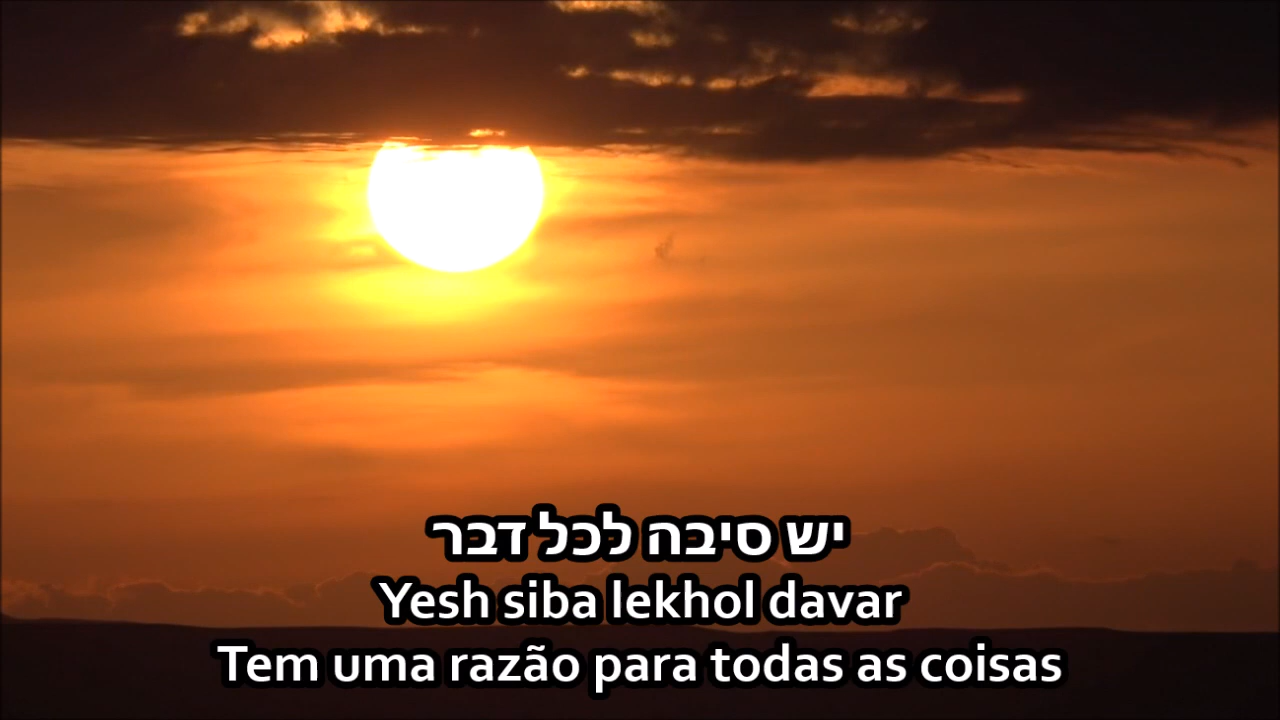 יש סיבה לכל דבר
Yesh siba lekhol davar
Tem uma razão para todas as coisas